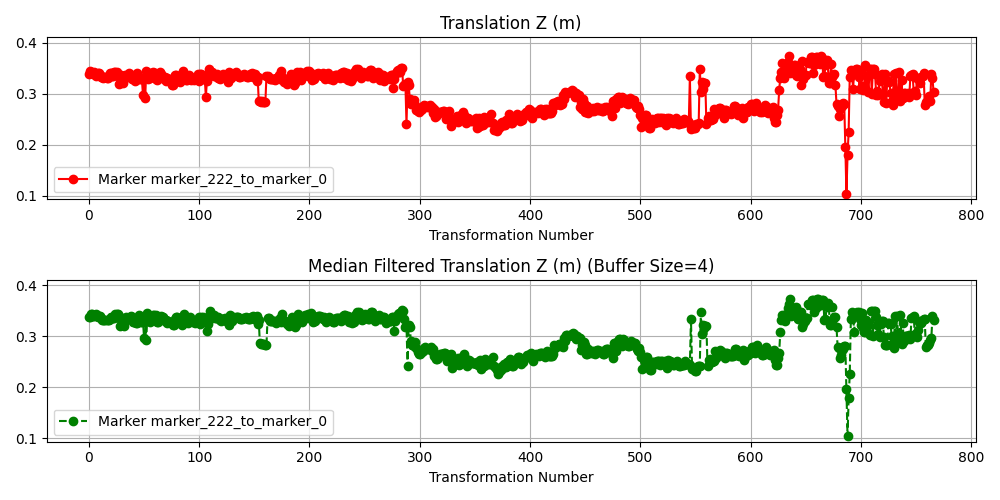 Translation Z (m)
0.4
0.3
0.2
0.1
Marker marker_222_to_marker_0
0 100 200 300 400 500 600 700 800
Transformation Number
Median Filtered Translation Z (m) (Buffer Size=4)
0.4
0.3
0.2
0.1
Marker marker_222_to_marker_0
0 100 200 300 400 500 600 700 800
Transformation Number